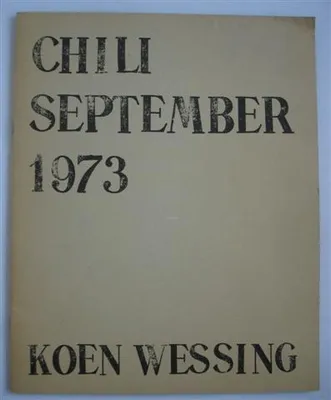 CHILI
SEPTEMBER
1973
KOEN WESSING